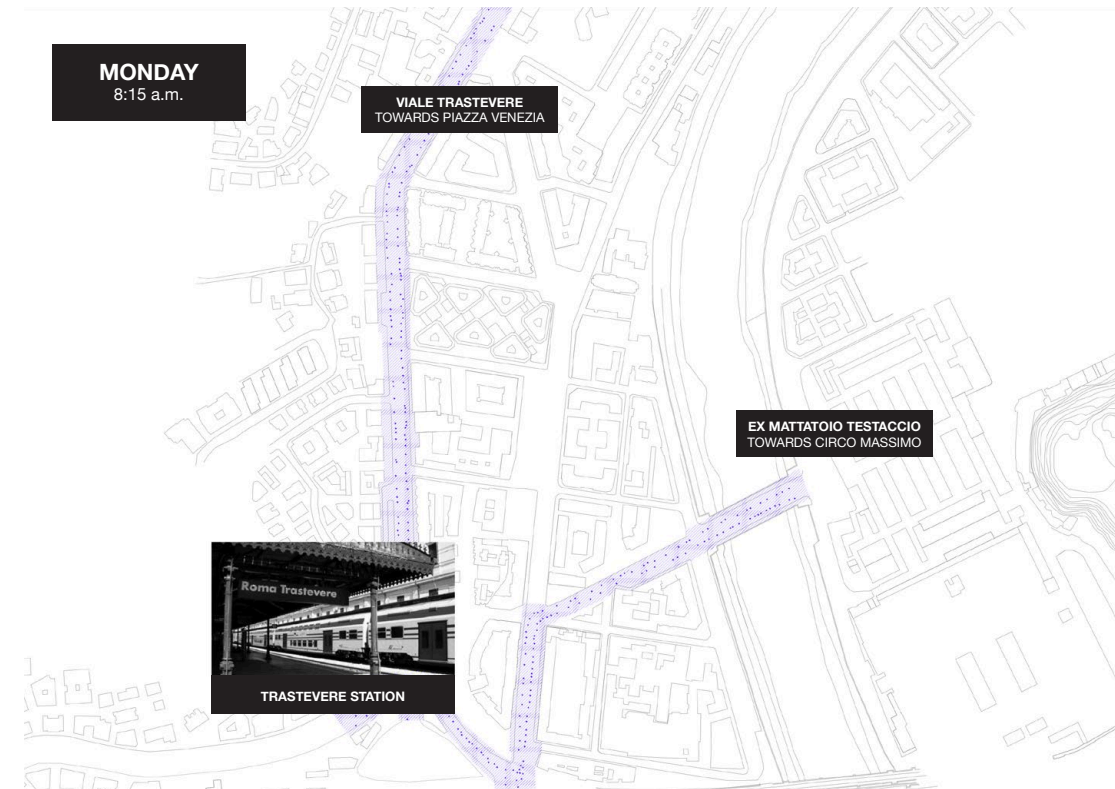 MONDAY
8:15 a.m.
VIALE TRASTEVERE
TOWARDS PIAZZA VENEZIA
EX MATTATOIO TESTACCIO
TOWARDS CIRCO MASSIMO
Roma Trastevere
TRASTEVERE STATION